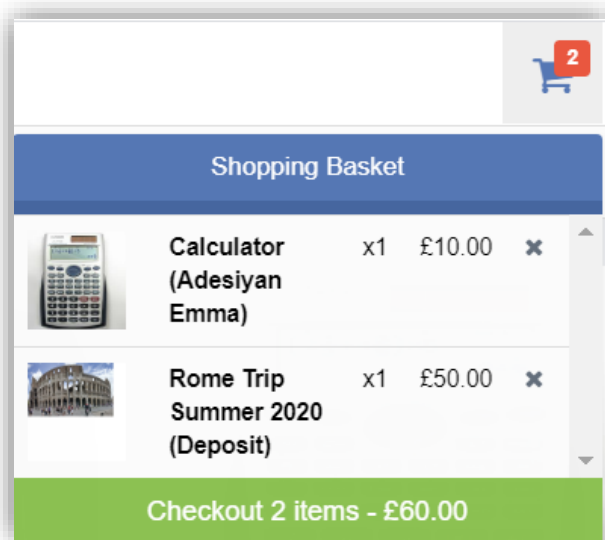 2
Shopping Basket
Calculator x1 £10.00
(Adesiyan
Emma)
Rome Trip x1 £50.00
Summer 2020
(Deposit)
Checkout 2 items - £60.00